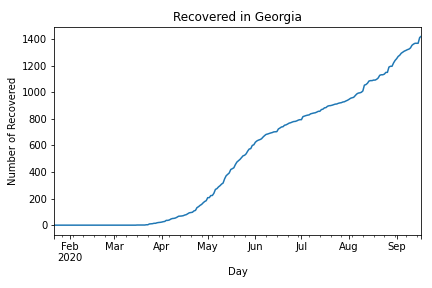 Recovered in Georgia
Number of Recovered
1400
1200
1000
800
600
400
200
0
Feb
2020
Mar
Apr
May
Jun
Jul
Aug
Sep
Day